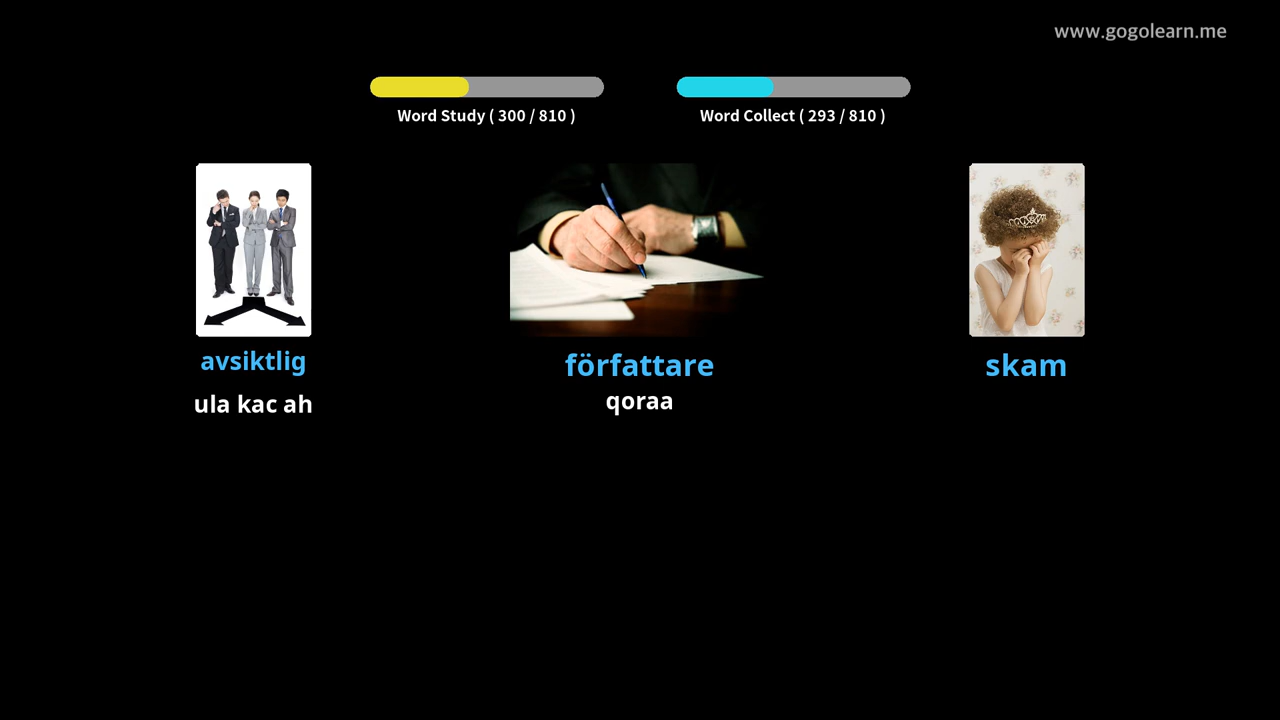 www.gogolearn.me
Word Study ( 300 / 810 )
Word Collect ( 293 / 810 )
avsiktlig
ula kac ah
författare
qoraa
skam